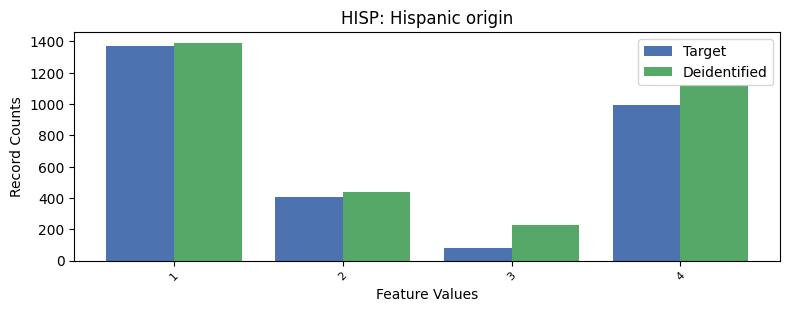 HISP: Hispanic origin
Target
Deidentified
Record Counts
1400
1200
1000
800
600
400
200
0
1
2
3
4
Feature Values